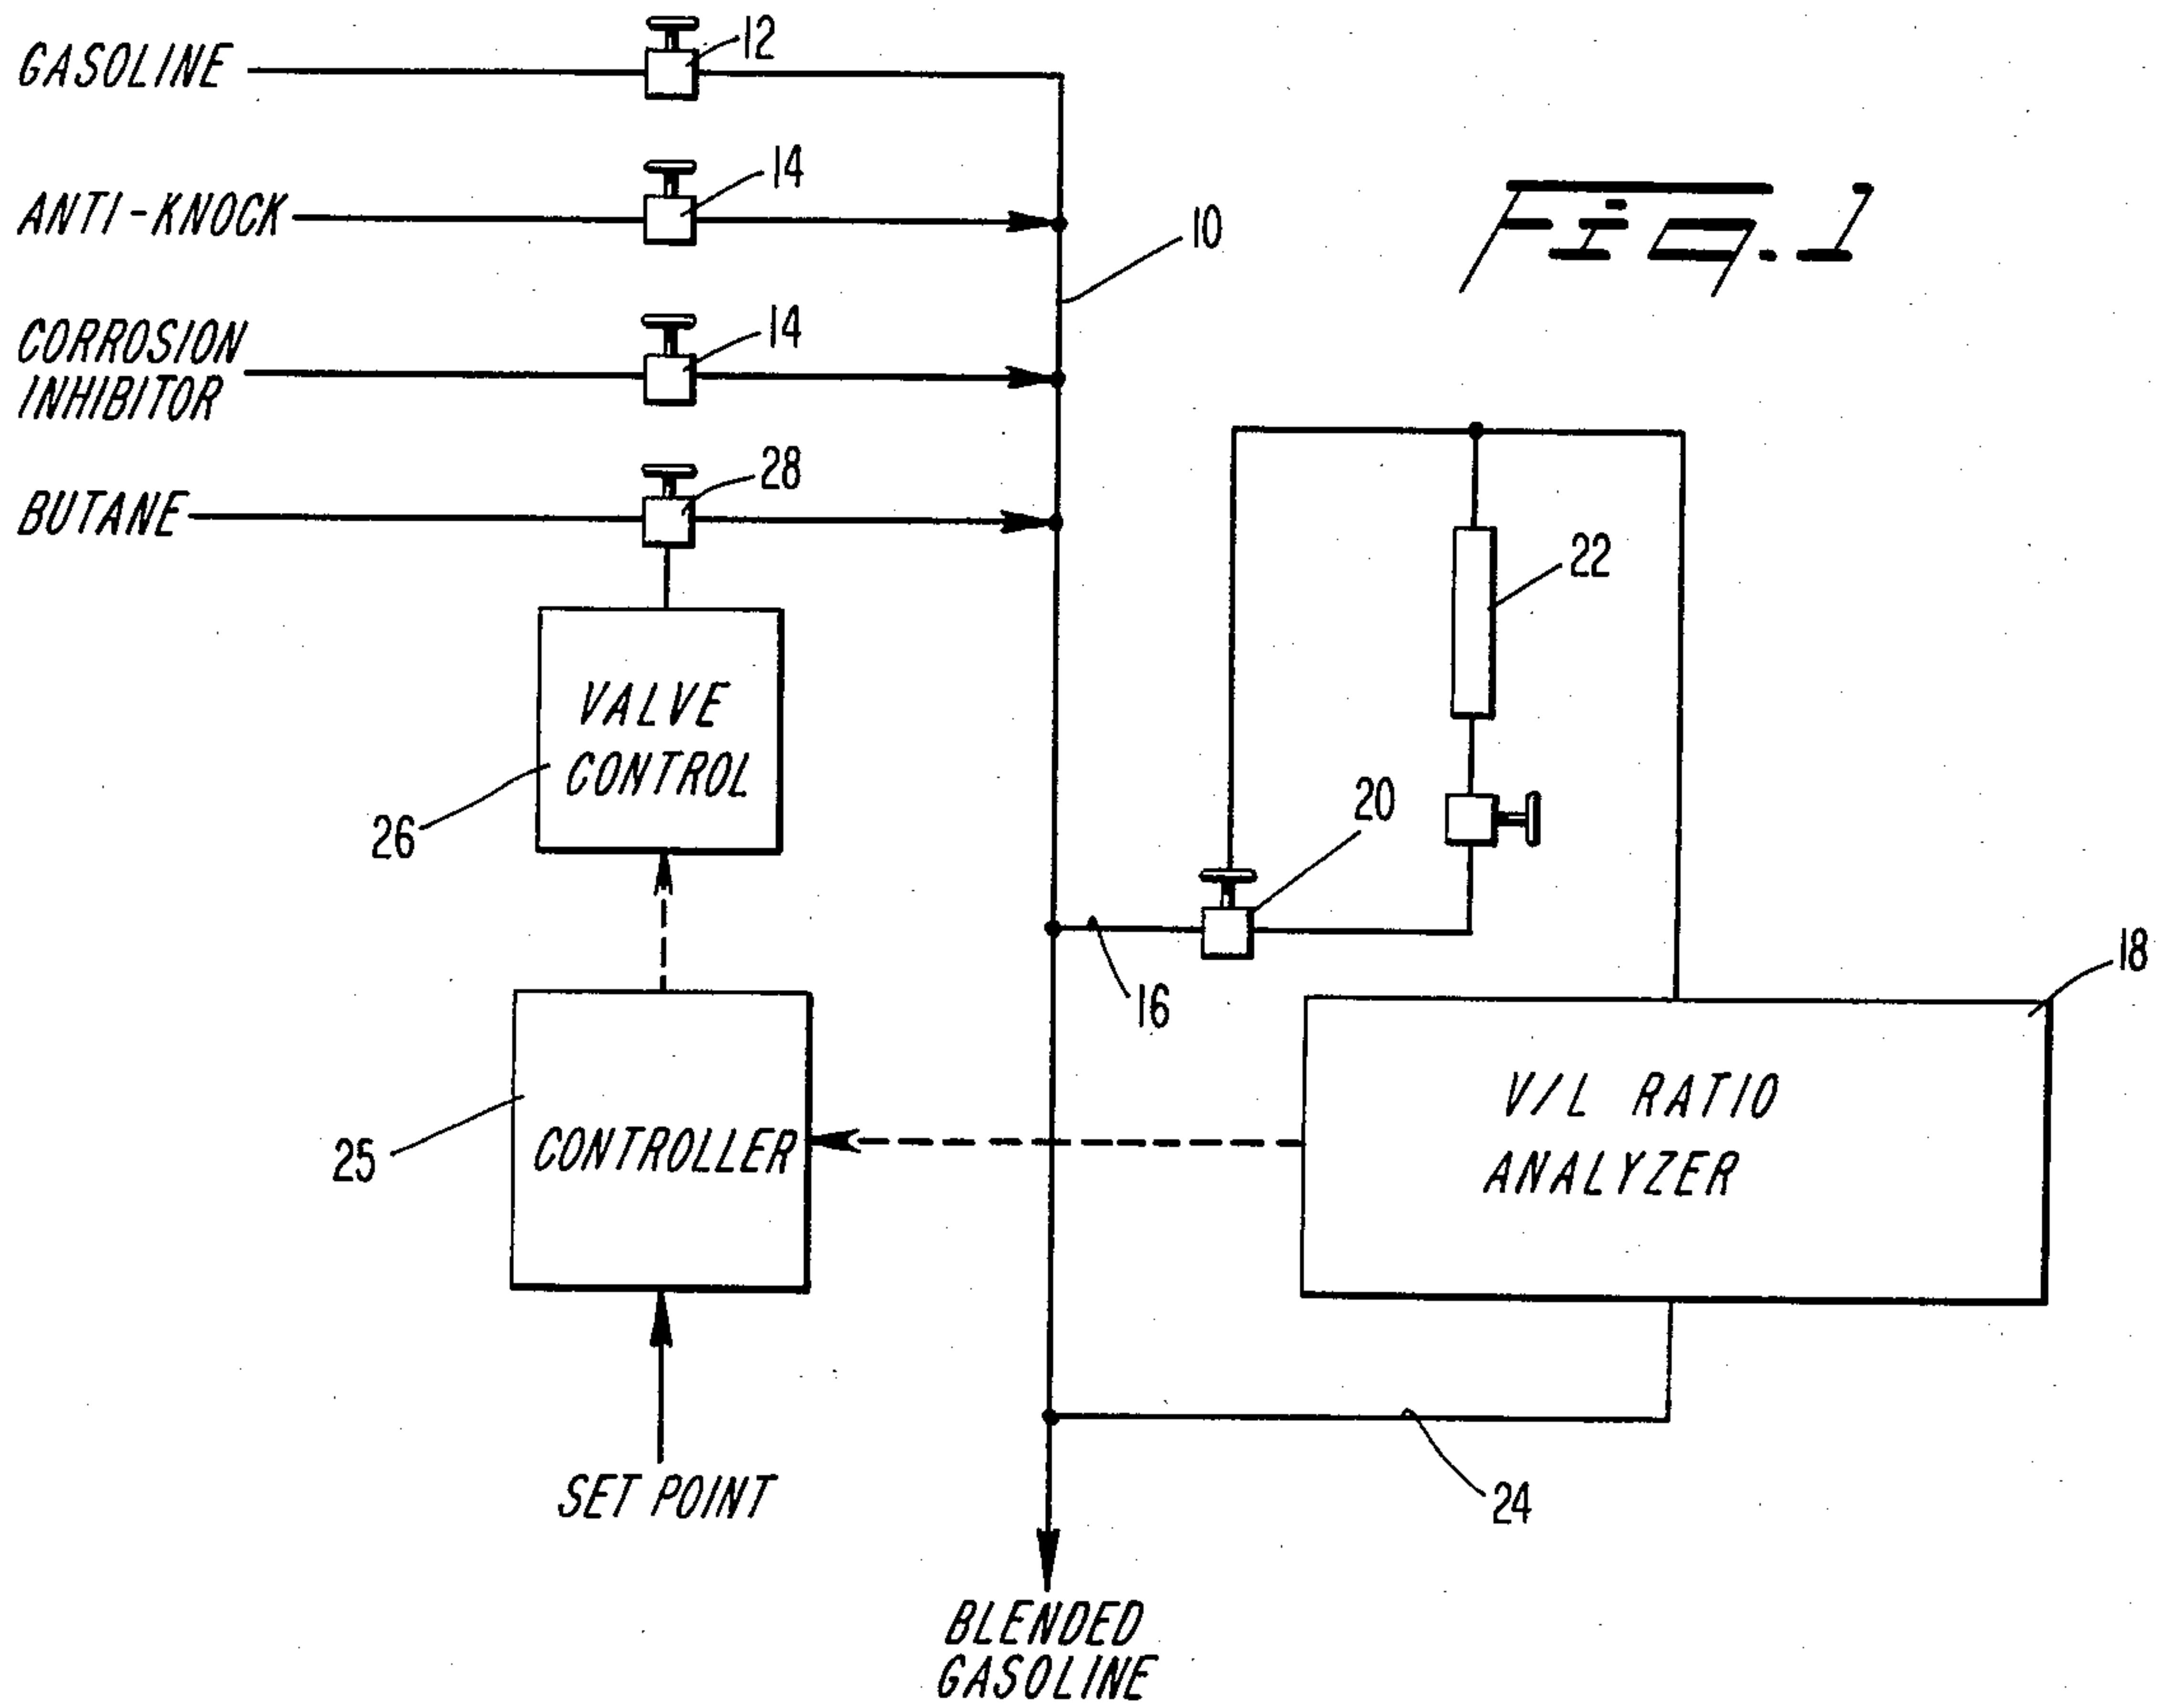 12
GASOLINE
14
ANTI-KNOCK
10
Fig. 1
14
CORROSION
INHIBITOR
28
BUTANE
22
VALVE
CONTROL
20
26
18
16
V/L RATIO
ANALYZER
CONTROLLER
25
SET POINT
24
BLENDED
GASOLINE